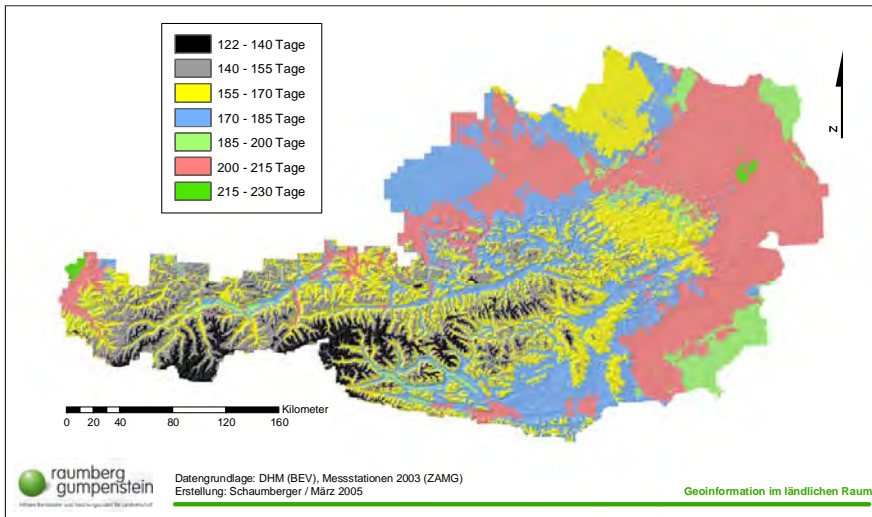 122 - 140 Tage
140 - 155 Tage
155 - 170 Tage
170 - 185 Tage
185 - 200 Tage
200 - 215 Tage
215 - 230 Tage
N
Kilometer
0 10 20 40 80 120 160
raumberg
gumpenstein
Datengrundlage: DHM (BEV), Messstationen 2003 (ZAMG)
Erstellung: Schaumberger / März 2005
Geoinformation im ländlichen Raum